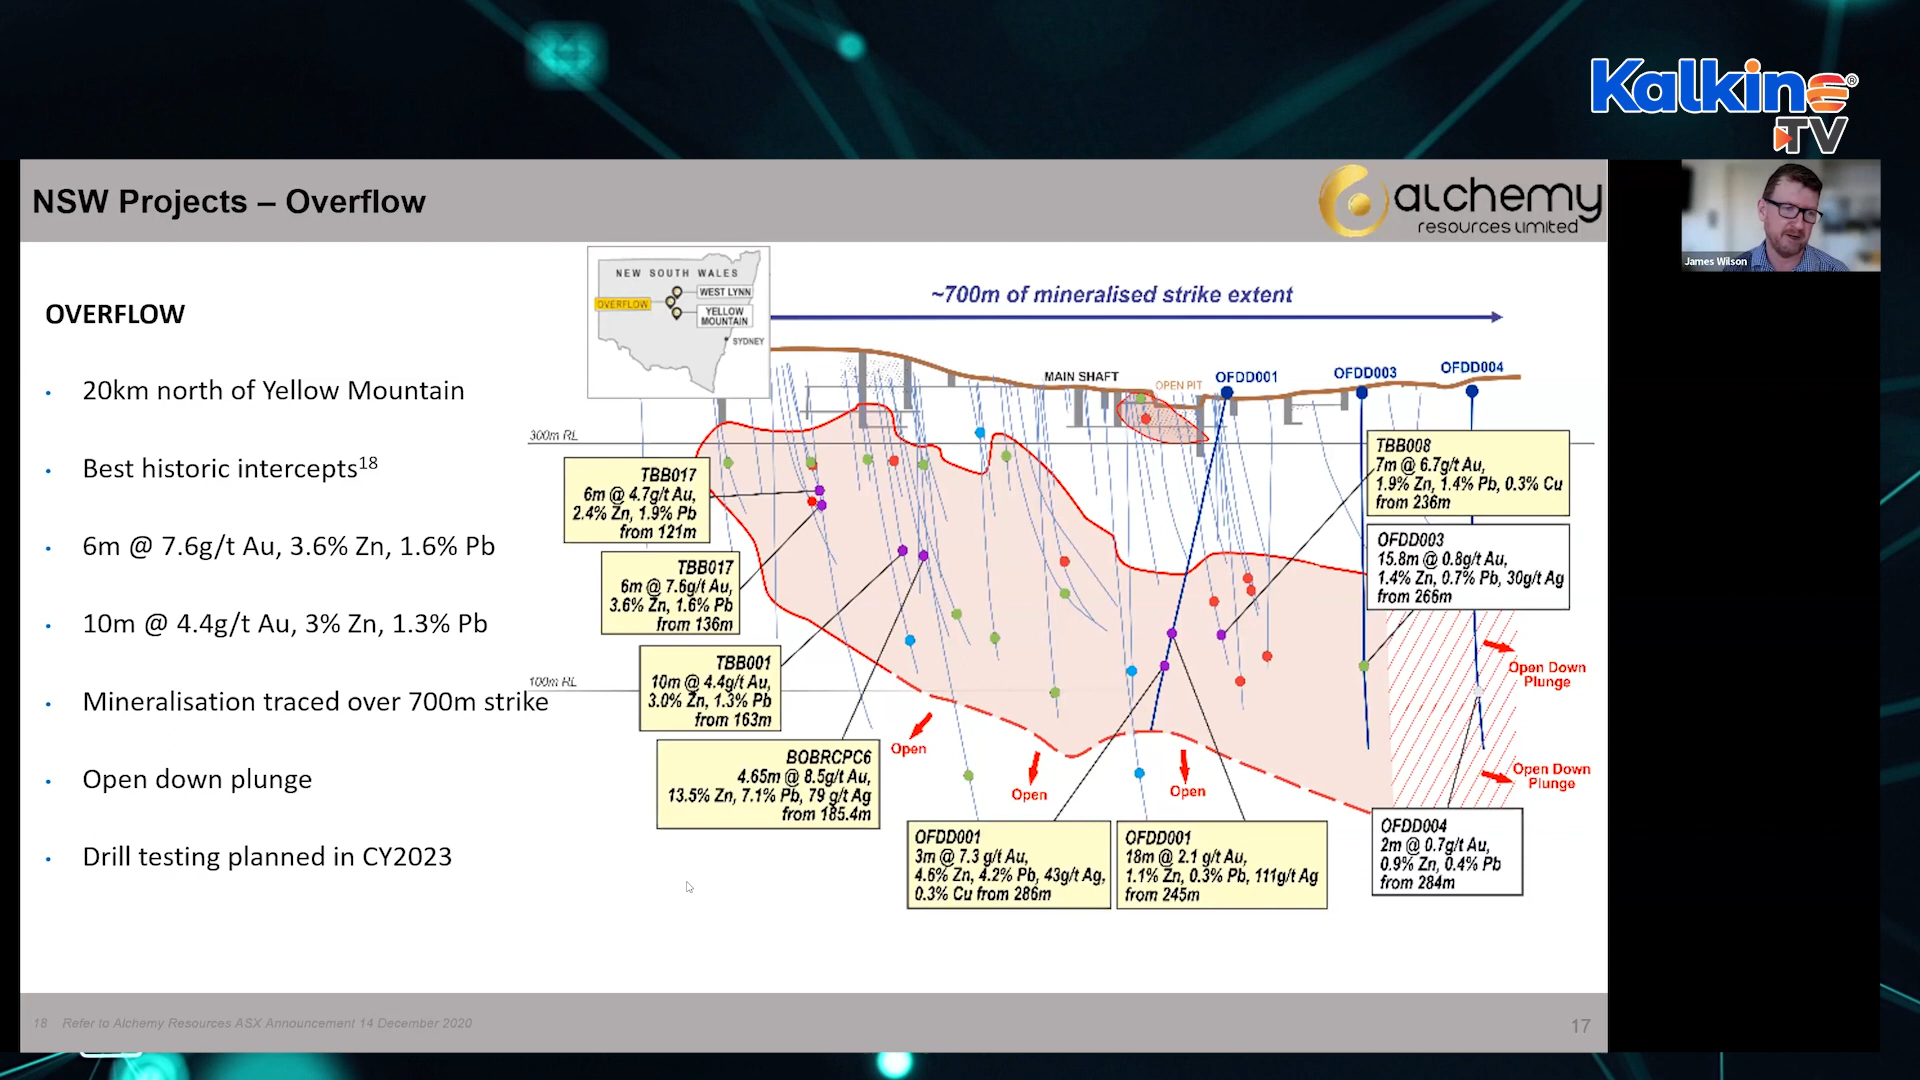 Kalkine®
TV
NSW Projects – Overflow
alchemy
resources limited
James Wilson
OVERFLOW
20km north of Yellow Mountain
Best historic intercepts18
6m @ 7.6g/t Au, 3.6% Zn, 1.6% Pb
10m @ 4.4g/t Au, 3% Zn, 1.3% Pb
Mineralisation traced over 700m strike
Open down plunge
Drill testing planned in CY2023
NEW SOUTH WALES
WEST LYNN
OVERFLOW
YELLOW
MOUNTAIN
SYDNEY
~700m of mineralised strike extent
MAIN SHAFT
OPEN PIT
OFDD001
OFDD003
OFDD004
300m RL
100m RL
TBB017
6m @ 4.7g/t Au,
2.4% Zn, 1.9% Pb
from 121m
TBB017
6m @ 7.6g/t Au,
3.6% Zn, 1.6% Pb
from 136m
TBB001
10m @ 4.4g/t Au,
3.0% Zn, 1.3% Pb
from 163m
BOBRCPC6
4.65m @ 8.5g/t Au,
13.5% Zn, 7.1% Pb, 79 g/t Ag
from 185.4m
OFDD001
3m @ 7.3 g/t Au,
4.6% Zn, 4.2% Pb, 43g/t Ag,
0.3% Cu from 286m
OFDD001
18m @ 2.1 g/t Au,
1.1% Zn, 0.3% Pb, 111g/t Ag
from 245m
TBB008
7m @ 6.7g/t Au,
1.9% Zn, 1.4% Pb, 0.3% Cu
from 236m
OFDD003
15.8m @ 0.8g/t Au,
1.4% Zn, 0.7% Pb, 30g/t Ag
from 266m
OFDD004
2m @ 0.7g/t Au,
0.9% Zn, 0.4% Pb
from 284m
Open
Open
Open
Open Down
Plunge
Open Down
Plunge
18 Refer to Alchemy Resources ASX Announcement 14 December 2020
17